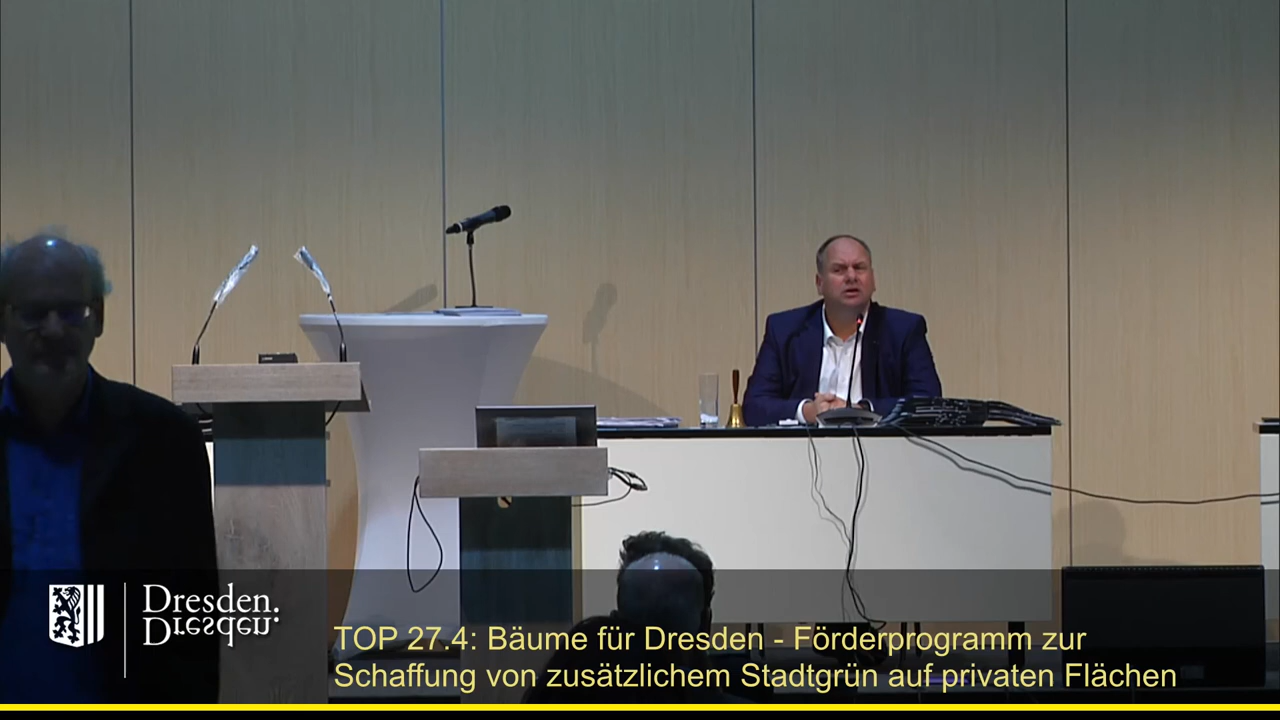 Dresden.
Dresden.
TOP 27.4: Bäume für Dresden - Förderprogramm zur
Schaffung von zusätzlichem Stadtgrün auf privaten Flächen